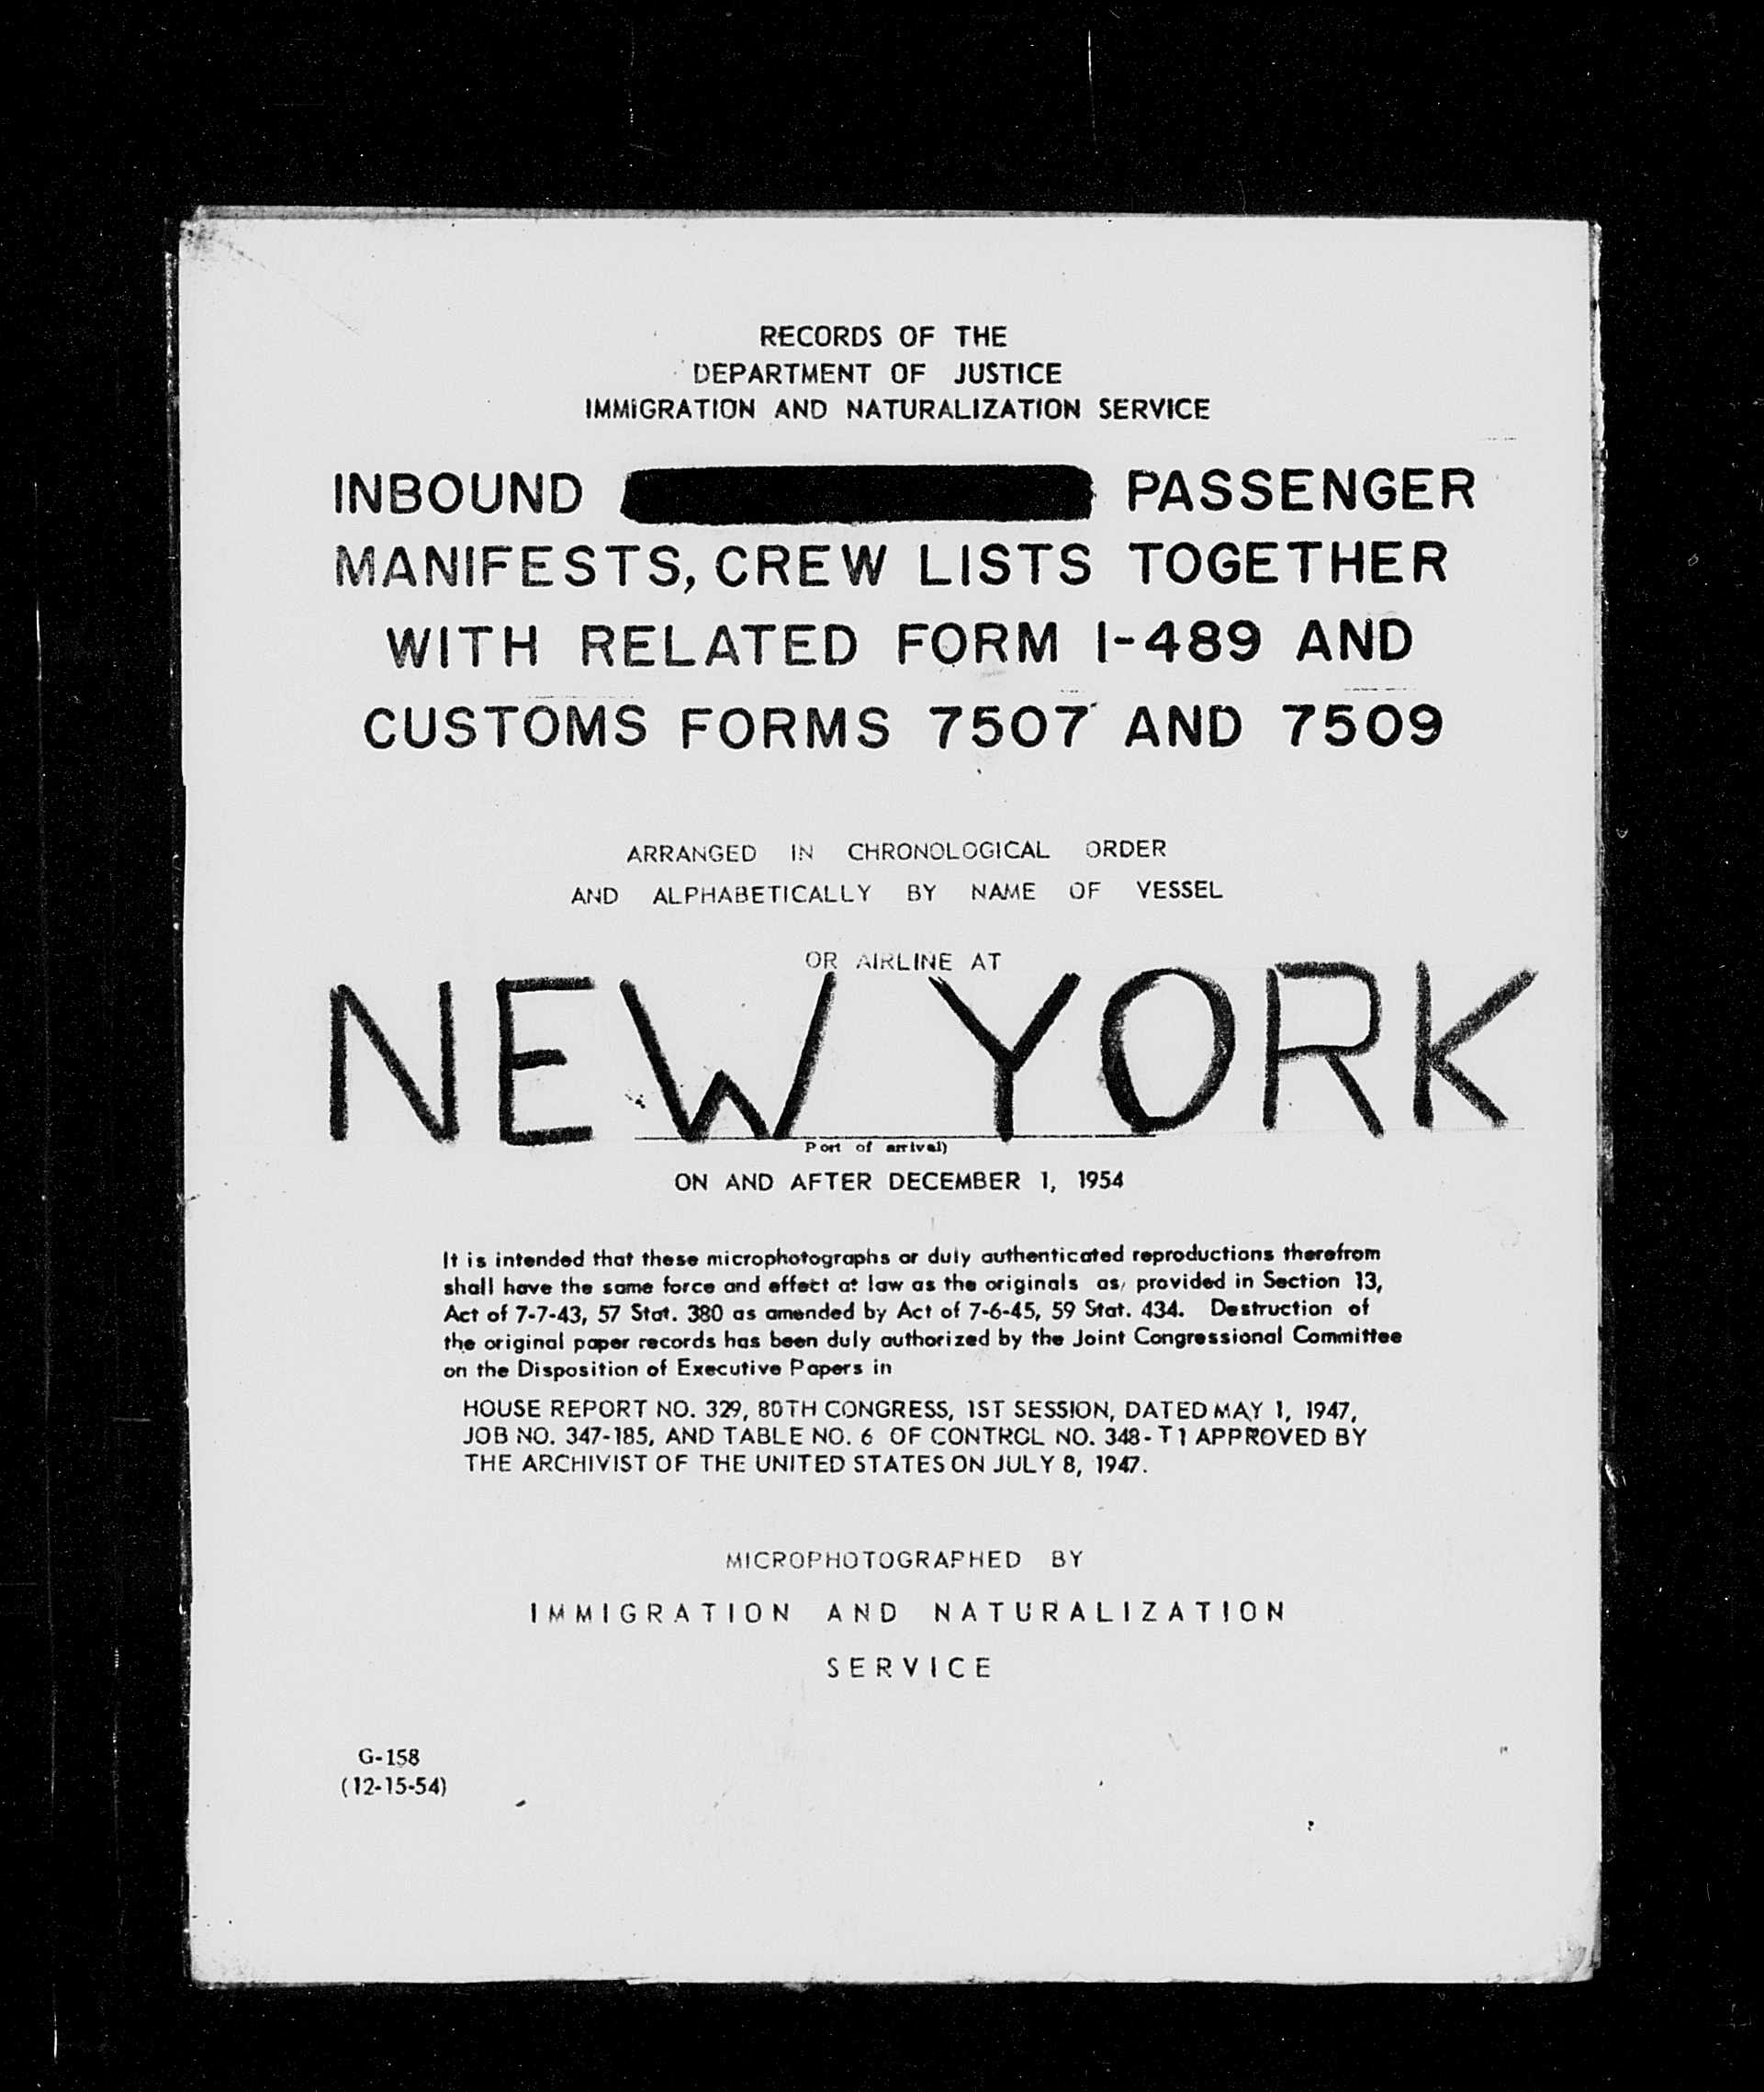 RECORDS OF THE
DEPARTMENT OF JUSTICE
IMMIGRATION AND NATURALIZATION SERVICE
INBOUND PASSENGER
MANIFESTS, CREW LISTS TOGETHER
WITH RELATED FORM I-489 AND
CUSTOMS FORMS 7507 AND 7509
ARRANGED IN CHRONOLOGICAL ORDER
AND ALPHABETICALLY BY NAME OF VESSEL
OR AIRLINE AT
NEW YORK
Port of arrival)
ON AND AFTER DECEMBER 1, 1954
It is intended that these microphotographs or duly authenticated reproductions therefrom
shall have the same force and effect at law as the originals as, provided in Section 13,
Act of 7-7-43, 57 Stat. 380 as amended by Act of 7-6-45, 59 Stat. 434. Destruction of
the original paper records has been duly authorized by the Joint Congressional Committee
on the Disposition of Executive Papers in
HOUSE REPORT NO. 329, 80TH CONGRESS, 1ST SESSION, DATED MAY 1, 1947,
JOB NO. 347-185, AND TABLE NO. 6 OF CONTROL NO. 348-T1 APPROVED BY
THE ARCHIVIST OF THE UNITED STATES ON JULY 8, 1947.
MICROPHOTOGRAPHED BY
IMMIGRATION AND NATURALIZATION
SERVICE
G-158
(12-15-54)